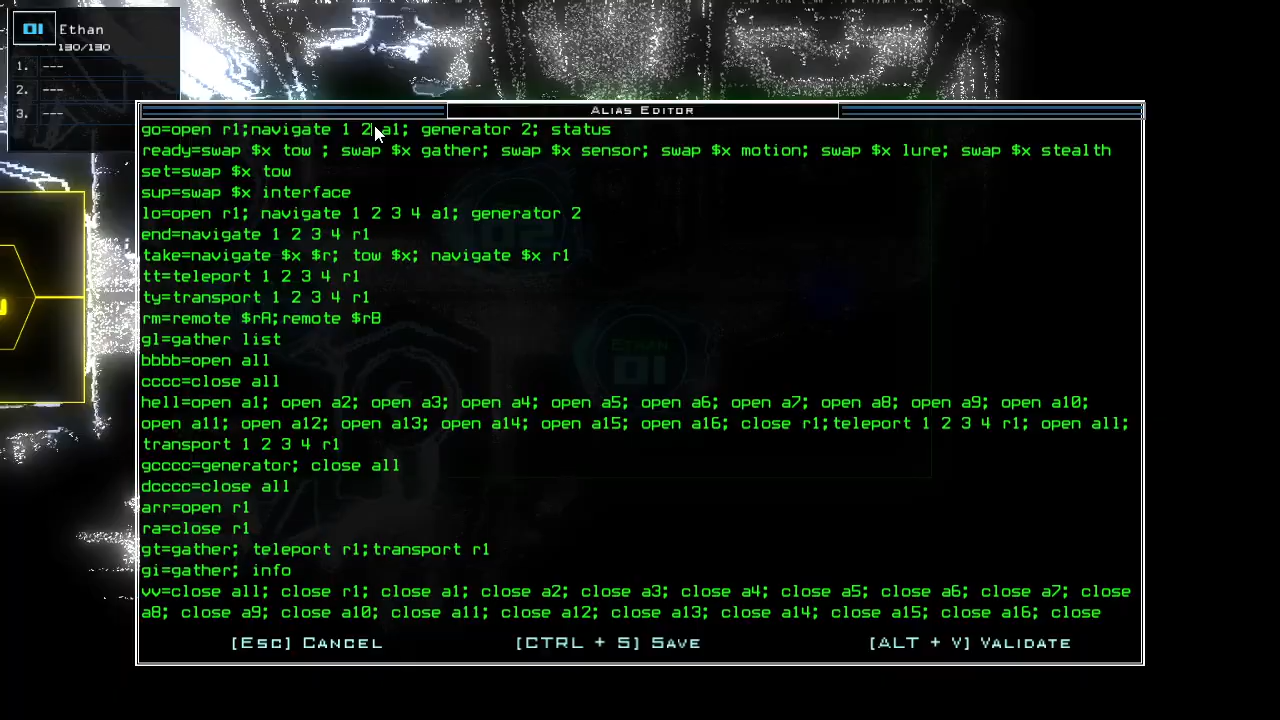 01 Ethan
130/130
1. ---
2. ---
3. ---
Alias Editor
go=open r1;navigate 1 2 a1; generator 2; status
ready=swap $x tow ; swap $x gather; swap $x sensor; swap $x motion; swap $x lure; swap $x stealth
set=swap $x tow
sup=swap $x interface
lo=open r1; navigate 1 2 3 4 a1; generator 2
end=navigate 1 2 3 4 r1
take=navigate $x $r; tow $x; navigate $x r1
tt=teleport 1 2 3 4 r1
ty=transport 1 2 3 4 r1
rm=remote $rA;remote $rB
gl=gather list
bbbb=open all
cccc=close all
hell=open a1; open a2; open a3; open a4; open a5; open a6; open a7; open a8; open a9; open a10;
open a11; open a12; open a13; open a14; open a15; open a16; close r1;teleport 1 2 3 4 r1; open all;
transport 1 2 3 4 r1
gcccc=generator; close all
dcccc=close all
arr=open r1
ra=close r1
gt=gather; teleport r1;transport r1
gi=gather; info
vv=close all; close r1; close a1; close a2; close a3; close a4; close a5; close a6; close a7; close
a8; close a9; close a10; close a11; close a12; close a13; close a14; close a15; close a16; close
[Esc] Cancel [CTRL + S] Save [ALT + V] Validate
02
Ethan
01